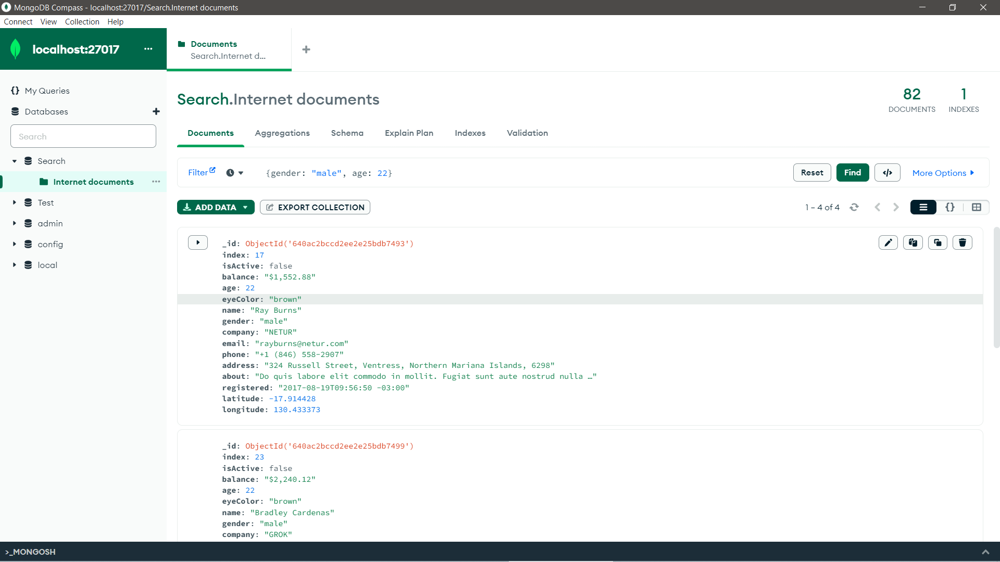 MongoDB Compass - localhost:27017/Search.Internet documents
Connect View Collection Help
localhost:27017
Documents
Search.Internet d...
My Queries
Databases
Search
Search
Internet documents
Test
admin
config
local
Search.Internet documents
82
DOCUMENTS
1
INDEXES
Documents Aggregations Schema Explain Plan Indexes Validation
Filter {gender: "male", age: 22} Reset Find </> More Options
ADD DATA EXPORT COLLECTION 1 – 4 of 4 {}
_id: ObjectId('640ac2bccd2ee2e25bdb7493')
index: 17
isActive: false
balance: "$1,552.88"
age: 22
eyeColor: "brown"
name: "Ray Burns"
gender: "male"
company: "NETUR"
email: "rayburns@netur.com"
phone: "+1 (846) 558-2907"
address: "324 Russell Street, Ventress, Northern Mariana Islands, 6298"
about: "Do quis labore elit commodo in mollit. Fugiat sunt aute nostrud nulla …"
registered: "2017-08-19T09:56:50 -03:00"
latitude: -17.914428
longitude: 130.433373
_id: ObjectId('640ac2bccd2ee2e25bdb7499')
index: 23
isActive: false
balance: "$2,240.12"
age: 22
eyeColor: "brown"
name: "Bradley Cardenas"
gender: "male"
company: "GROK"
>_MONGOSH